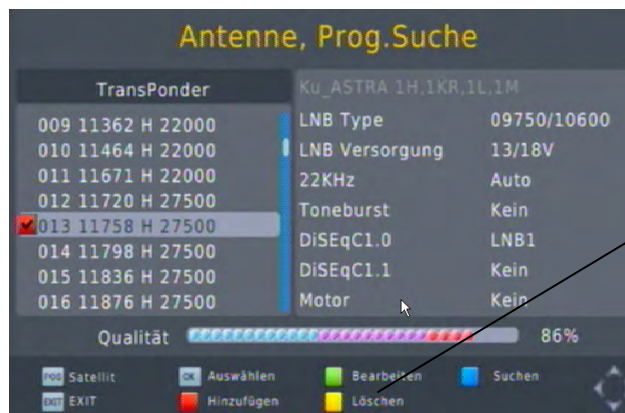 Antenne, Prog.Suche
TransPonder
009 11362 H 22000
010 11464 H 22000
011 11671 H 22000
012 11720 H 27500
013 11758 H 27500
014 11798 H 27500
015 11836 H 27500
016 11876 H 27500
Ku_ASTRA 1H,1KR,1L,1M
LNB Type 09750/10600
LNB Versorgung 13/18V
22KHz Auto
Toneburst Kein
DiSEqC1.0 LNB1
DiSEqC1.1 Kein
Motor Kein
Qualität 86%
POS Satellit OK Auswählen Bearbeiten Suchen
EXIT EXIT Hinzufügen Löschen